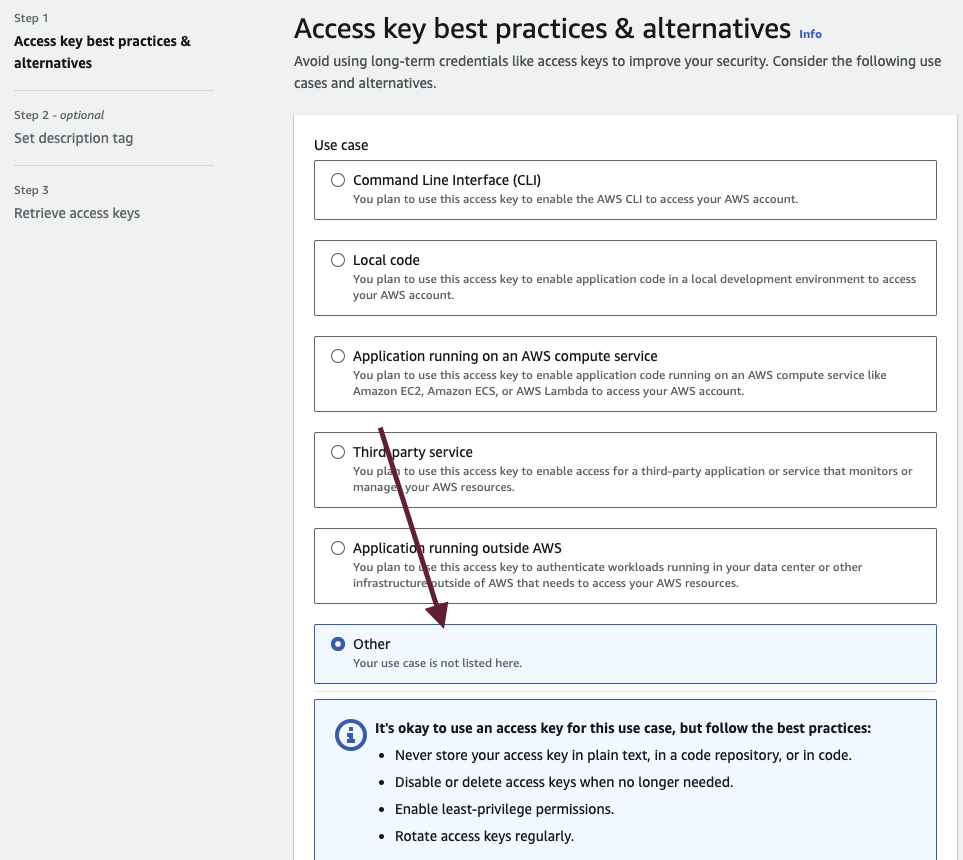 Step 1
Access key best practices &
alternatives
Step 2 - optional
Set description tag
Step 3
Retrieve access keys
Access key best practices & alternatives Info
Avoid using long-term credentials like access keys to improve your security. Consider the following use
cases and alternatives.
Use case
Command Line Interface (CLI)
You plan to use this access key to enable the AWS CLI to access your AWS account.
Local code
You plan to use this access key to enable application code in a local development environment to access
your AWS account.
Application running on an AWS compute service
You plan to use this access key to enable application code running on an AWS compute service like
Amazon EC2, Amazon ECS, or AWS Lambda to access your AWS account.
Third-party service
You plan to use this access key to enable access for a third-party application or service that monitors or
manages your AWS resources.
Application running outside AWS
You plan to use this access key to authenticate workloads running in your data center or other
infrastructure outside of AWS that needs to access your AWS resources.
Other
Your use case is not listed here.
It's okay to use an access key for this use case, but follow the best practices:
• Never store your access key in plain text, in a code repository, or in code.
• Disable or delete access keys when no longer needed.
• Enable least-privilege permissions.
• Rotate access keys regularly.